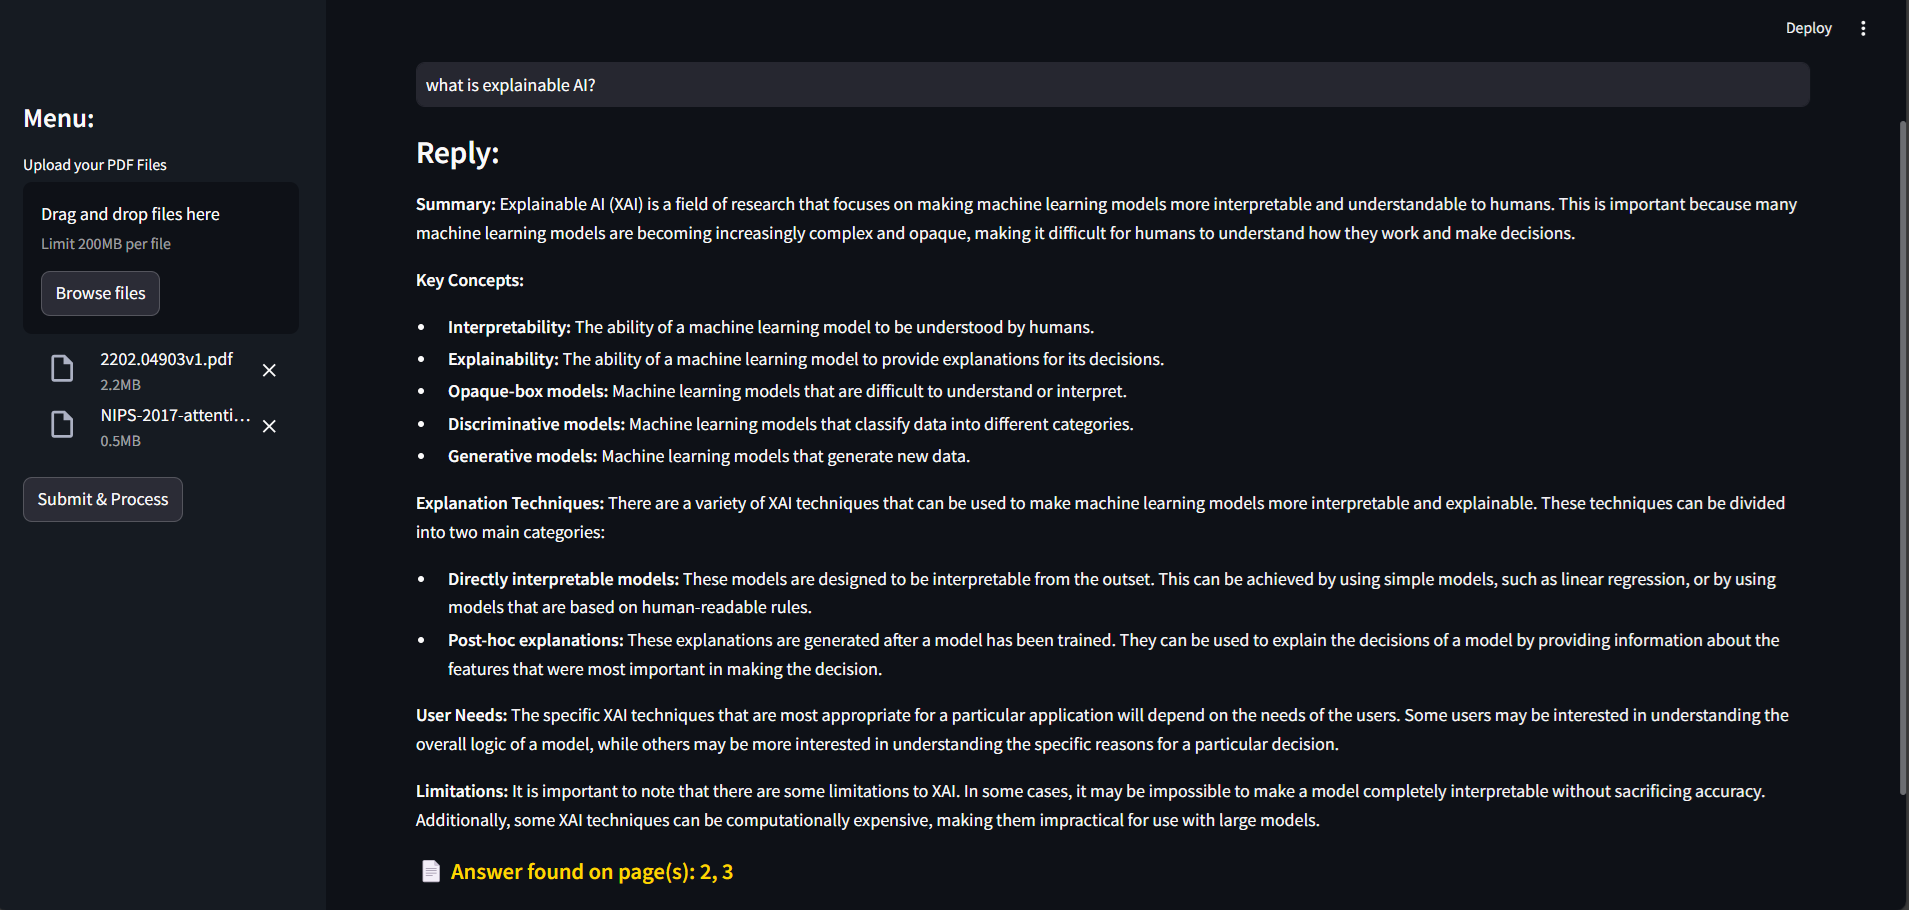 Deploy
Menu:
Upload your PDF Files
Drag and drop files here
Limit 200MB per file
Browse files
2202.04903v1.pdf
2.2MB
NIPS-2017-attenti...
0.5MB
Submit & Process
what is explainable AI?
Reply:
Summary: Explainable AI (XAI) is a field of research that focuses on making machine learning models more interpretable and understandable to humans. This is important because many
machine learning models are becoming increasingly complex and opaque, making it difficult for humans to understand how they work and make decisions.
Key Concepts:
• Interpretability: The ability of a machine learning model to be understood by humans.
• Explainability: The ability of a machine learning model to provide explanations for its decisions.
• Opaque-box models: Machine learning models that are difficult to understand or interpret.
• Discriminative models: Machine learning models that classify data into different categories.
• Generative models: Machine learning models that generate new data.
Explanation Techniques: There are a variety of XAI techniques that can be used to make machine learning models more interpretable and explainable. These techniques can be divided
into two main categories:
• Directly interpretable models: These models are designed to be interpretable from the outset. This can be achieved by using simple models, such as linear regression, or by using
models that are based on human-readable rules.
• Post-hoc explanations: These explanations are generated after a model has been trained. They can be used to explain the decisions of a model by providing information about the
features that were most important in making the decision.
User Needs: The specific XAI techniques that are most appropriate for a particular application will depend on the needs of the users. Some users may be interested in understanding the
overall logic of a model, while others may be more interested in understanding the specific reasons for a particular decision.
Limitations: It is important to note that there are some limitations to XAI. In some cases, it may be impossible to make a model completely interpretable without sacrificing accuracy.
Additionally, some XAI techniques can be computationally expensive, making them impractical for use with large models.
Answer found on page(s): 2, 3